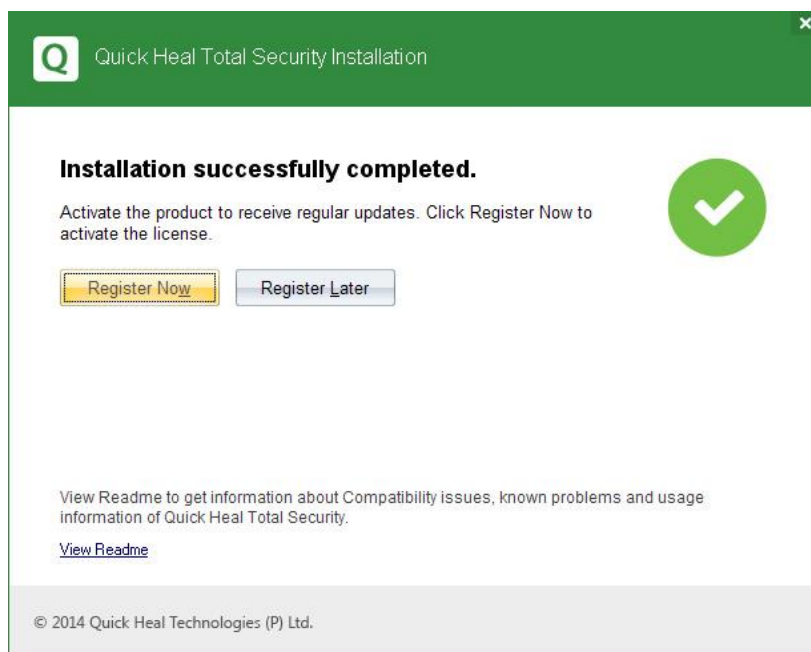 Q Quick Heal Total Security Installation
Installation successfully completed.
Activate the product to receive regular updates. Click Register Now to
activate the license.
Register Now Register Later
View Readme to get information about Compatibility issues, known problems and usage
information of Quick Heal Total Security.
View Readme
© 2014 Quick Heal Technologies (P) Ltd.